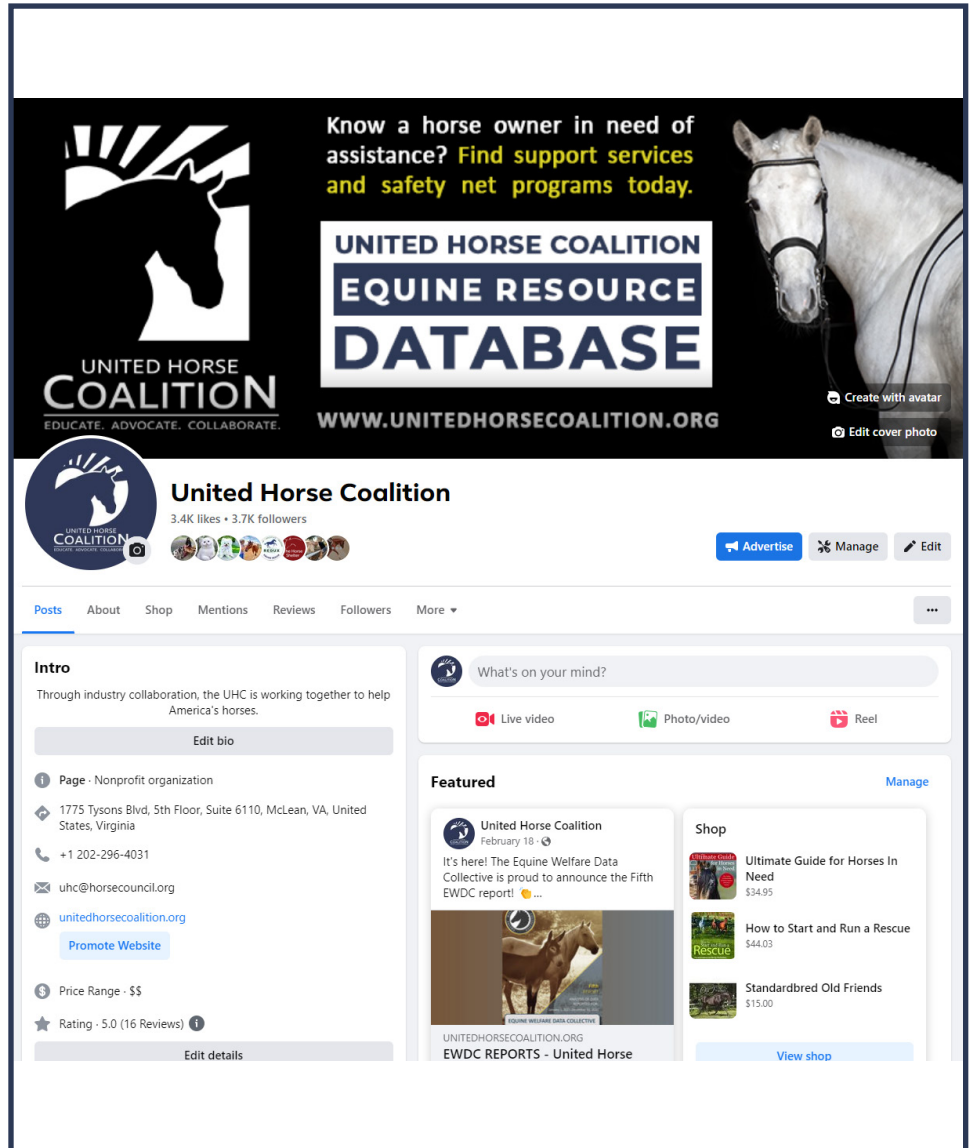 Know a horse owner in need of
assistance? Find support services
and safety net programs today.
UNITED HORSE COALITION
EQUINE RESOURCE
DATABASE
WWW.UNITEDHORSECOALITION.ORG
UNITED HORSE
COALITION
EDUCATE. ADVOCATE. COLLABORATE.
Create with avatar
Edit cover photo
UNITED HORSE
COALITION
United Horse Coalition
3.4K likes • 3.7K followers
Advertise
Manage
Edit
Posts
About
Shop
Mentions
Reviews
Followers
More
Intro
Through industry collaboration, the UHC is working together to help
America's horses.
Edit bio
Page · Nonprofit organization
1775 Tysons Blvd, 5th Floor, Suite 6110, McLean, VA, United
States, Virginia
+1 202-296-4031
uhc@horsecouncil.org
unitedhorsecoalition.org
Promote Website
Price Range · $$
Rating · 5.0 (16 Reviews)
Edit details
What's on your mind?
Live video
Photo/video
Reel
Featured
Manage
United Horse Coalition
February 18 ·
It's here! The Equine Welfare Data
Collective is proud to announce the Fifth
EWDC report! 👏...
EQUINE WELFARE DATA COLLECTIVE
UNITEDHORSECOALITION.ORG
EWDC REPORTS - United Horse
Shop
Ultimate Guide for Horses In
Need
$34.95
How to Start and Run a Rescue
$44.03
Standardbred Old Friends
$15.00
View shop